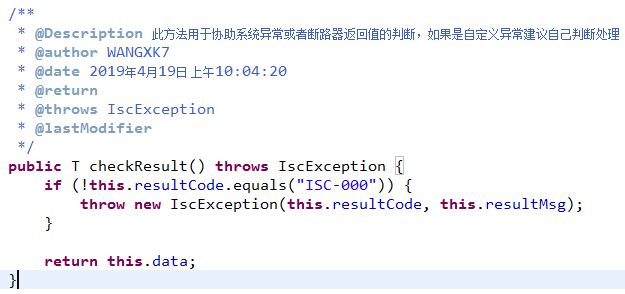 /**
 * @Description 此方法用于协助系统异常或者断路器返回值的判断，如果是自定义异常建议自己判断处理
 * @author WANGXK7
 * @date 2019年4月19日 上午10:04:20
 * @return
 * @throws IscException
 * @lastModifier
 */
public T checkResult() throws IscException {
    if (!this.resultCode.equals("ISC-000")) {
        throw new IscException(this.resultCode, this.resultMsg);
    }

    return this.data;
}